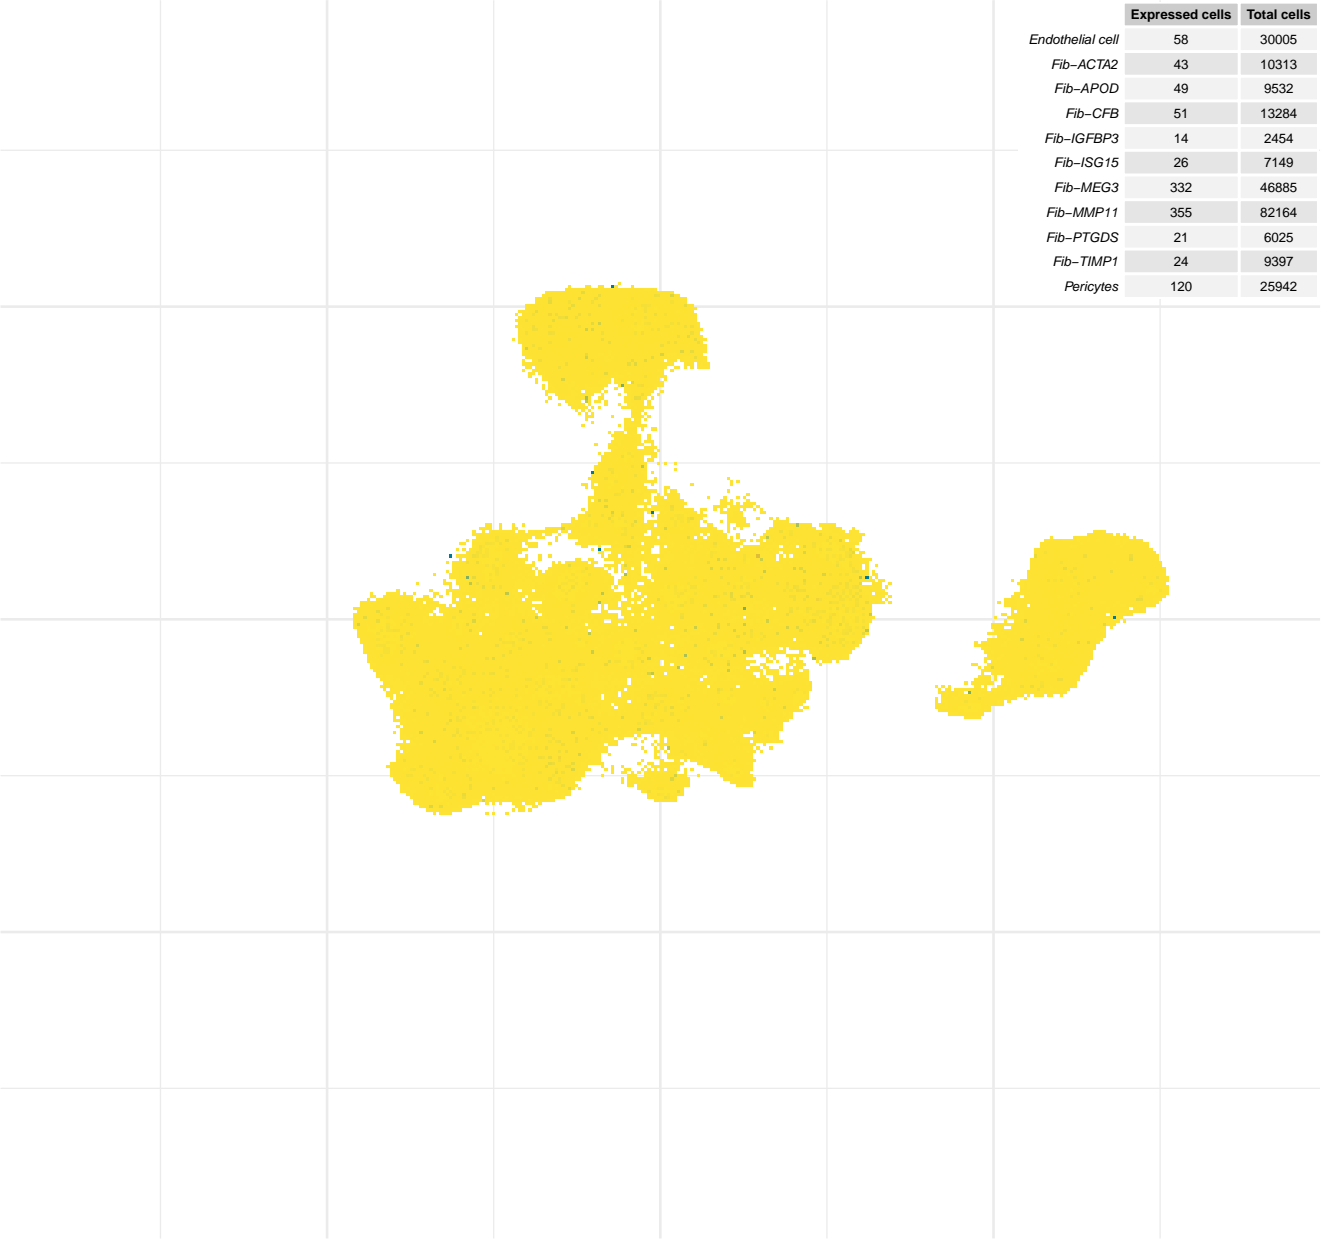 Expressed cells Total cells
Endothelial cell 58 30005
Fib−ACTA2 43 10313
Fib−APOD 49 9532
Fib−CFB 51 13284
Fib−IGFBP3 14 2454
Fib−ISG15 26 7149
Fib−MEG3 332 46885
Fib−MMP11 355 82164
Fib−PTGDS 21 6025
Fib−TIMP1 24 9397
Pericytes 120 25942